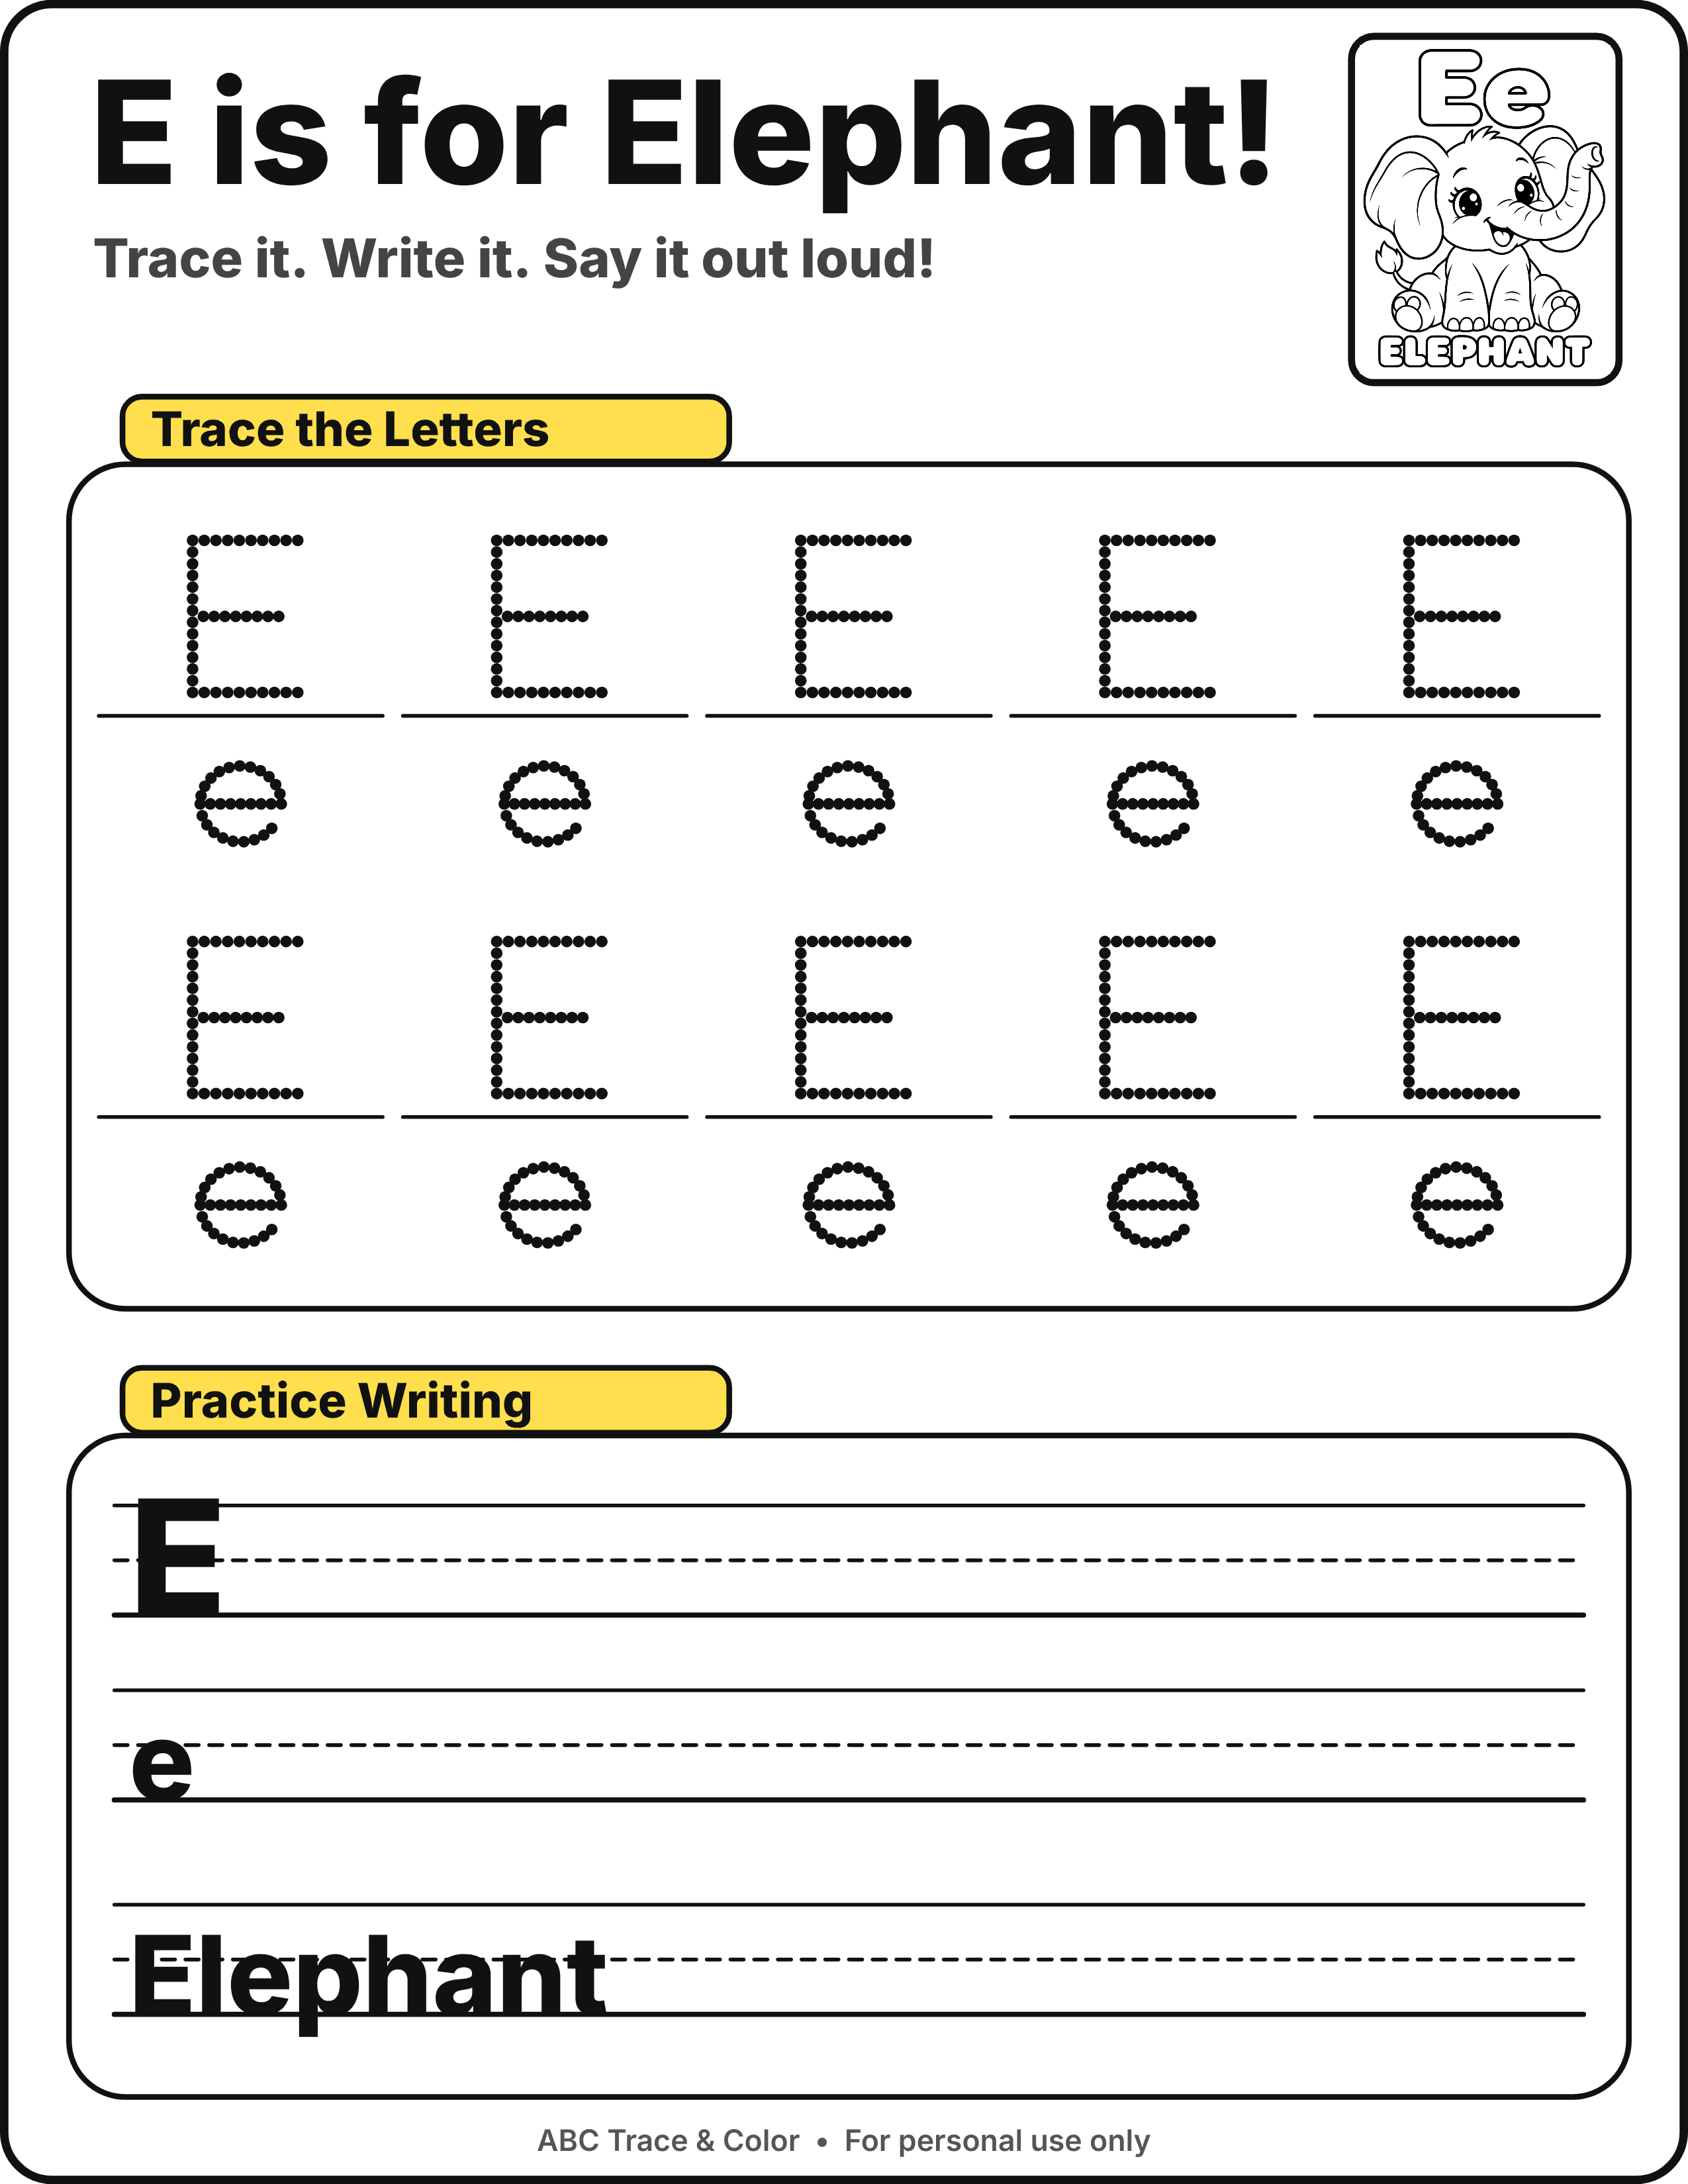 E is for Elephant!
Trace it. Write it. Say it out loud!
Ee
ELEPHANT
Trace the Letters
E E E E E
e e e e e
E E E E E
e e e e e
Practice Writing
E
e
Elephant
ABC Trace & Color • For personal use only